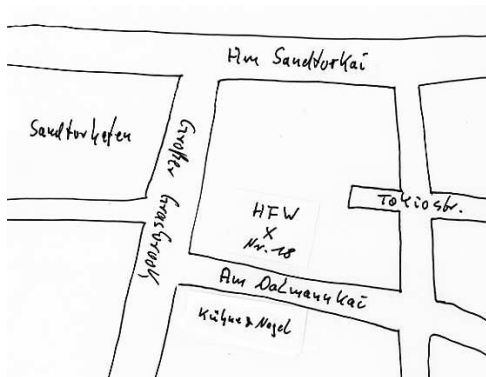 Am Sandtorkai
Sandtorhafen
Großer Grasbrook
Tokiostr.
HFW
X
Nr. 18
Am Dalmannkai
Kühne & Nagel